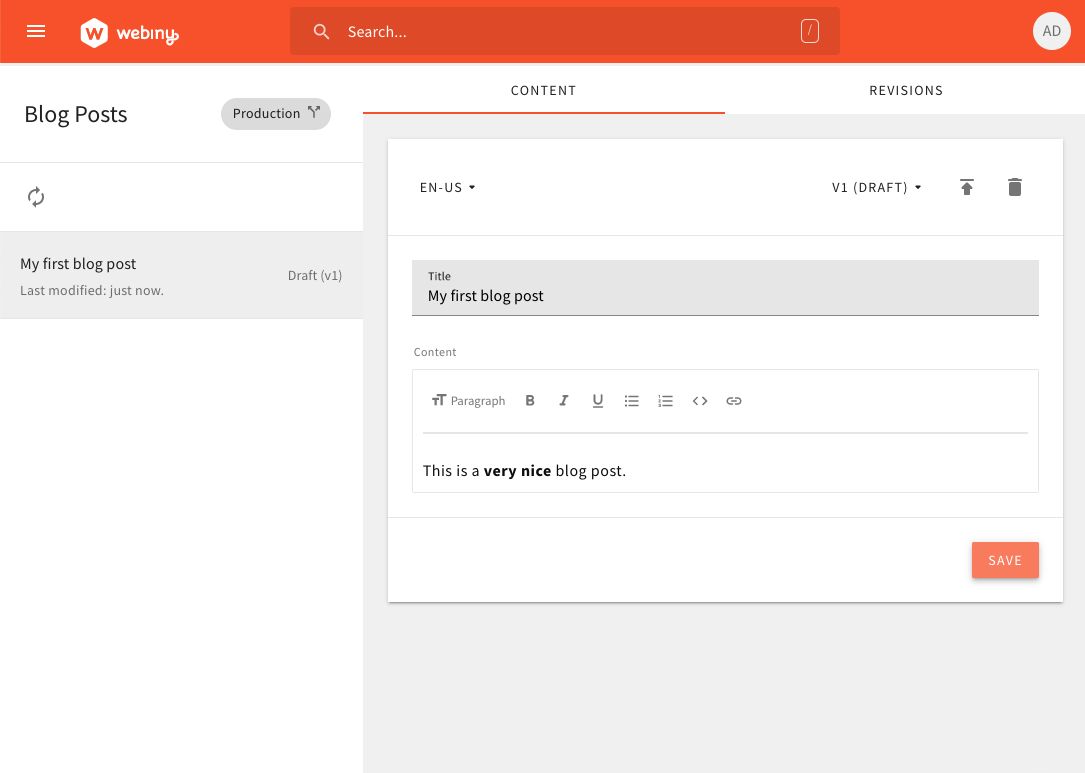 webiny
Search...
/
AD
Blog Posts
Production
CONTENT
REVISIONS
EN-US
V1 (DRAFT)
My first blog post
Last modified: just now.
Draft (v1)
Title
My first blog post
Content
Paragraph
This is a very nice blog post.
SAVE